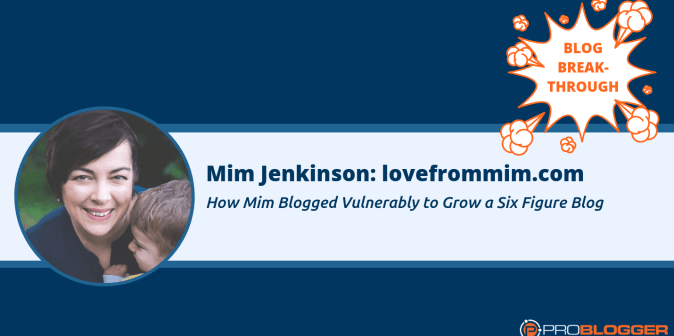 BLOG
BREAK-
THROUGH
Mim Jenkinson: lovefrommim.com
How Mim Blogged Vulnerably to Grow a Six Figure Blog
PROBLOGGER